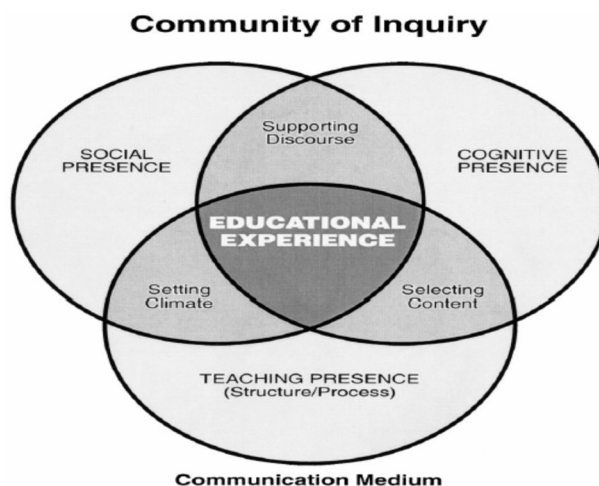 Community of Inquiry
Supporting
Discourse
SOCIAL
PRESENCE
COGNITIVE
PRESENCE
EDUCATIONAL
EXPERIENCE
Setting
Climate
Selecting
Content
TEACHING PRESENCE
(Structure/Process)
Communication Medium